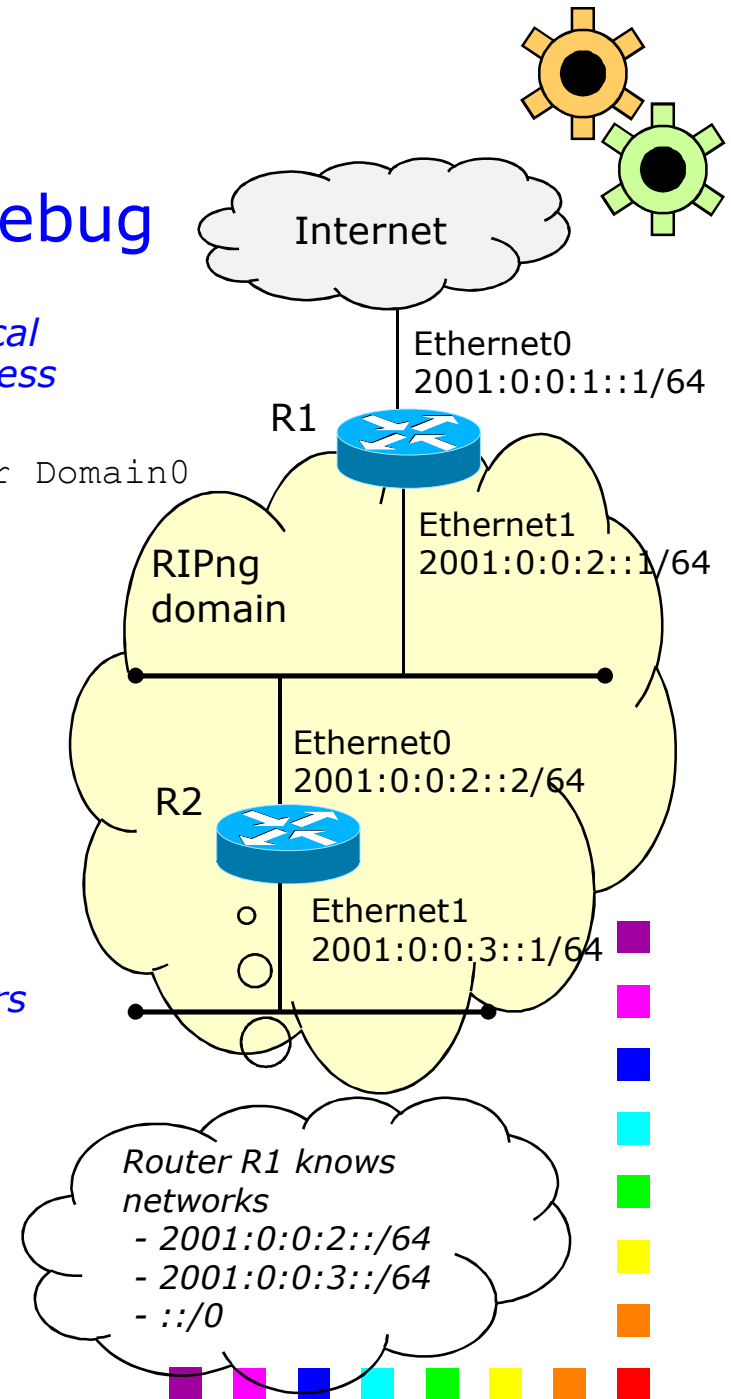 ebug
Internet
cal
ess
Ethernet0
2001:0:0:1::1/64
R1
r Domain0
Ethernet1
2001:0:0:2::1/64
RIPng
domain
Ethernet0
2001:0:0:2::2/64
R2
Ethernet1
2001:0:0:3::1/64
rs
Router R1 knows
networks
- 2001:0:0:2::/64
- 2001:0:0:3::/64
- ::/0